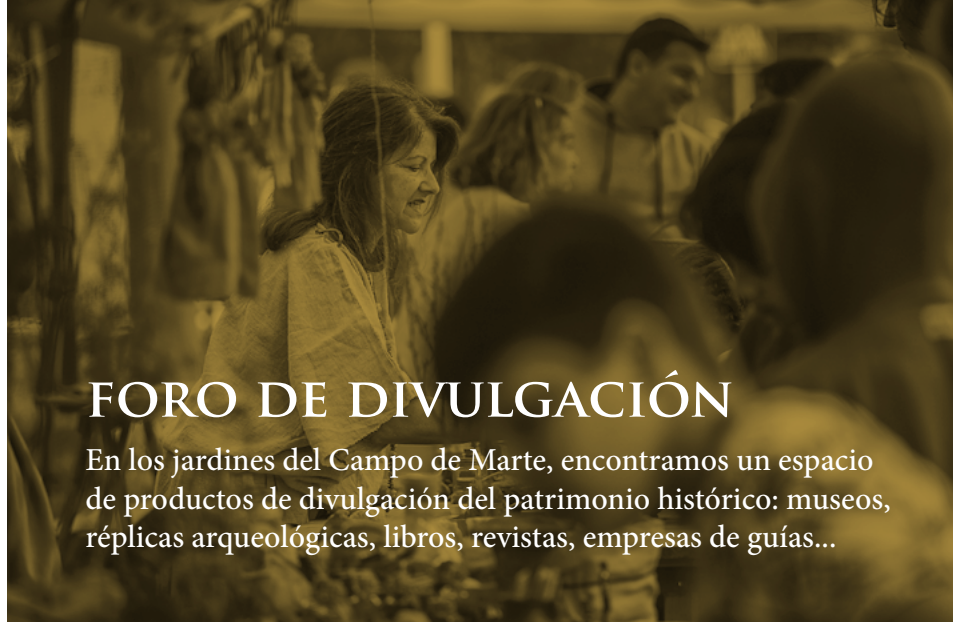 FORO DE DIVULGACIÓN
En los jardines del Campo de Marte, encontramos un espacio
de productos de divulgación del patrimonio histórico: museos,
réplicas arqueológicas, libros, revistas, empresas de guías...